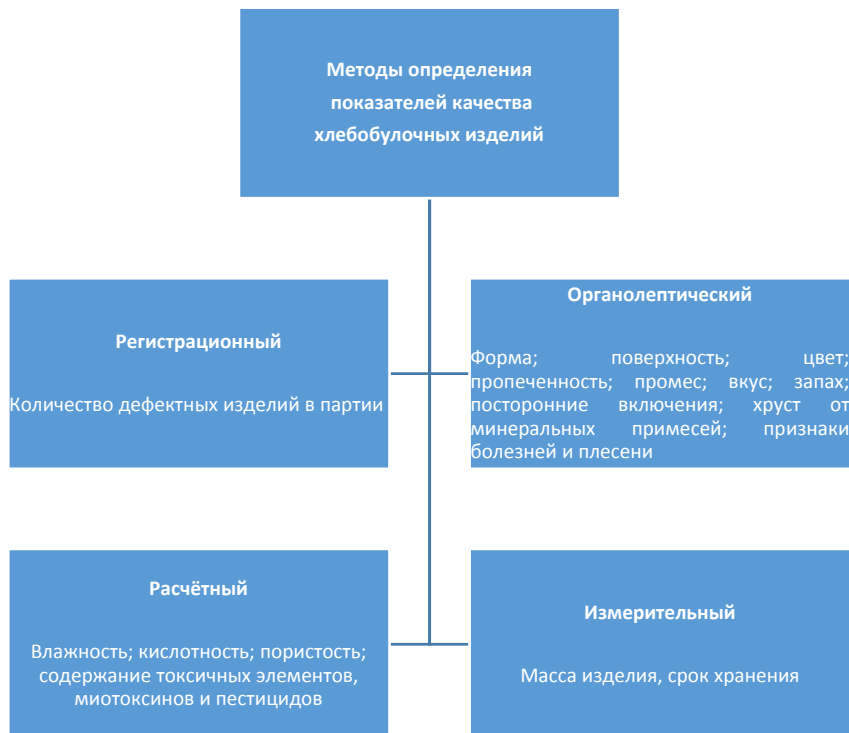 Методы определения
показателей качества
хлебобулочных изделий
Регистрационный
Количество дефектных изделий в партии
Органолептический
Форма; поверхность; цвет;
пропеченность; промес; вкус; запах;
посторонние включения; хруст от
минеральных примесей; признаки
болезней и плесени
Расчётный
Влажность; кислотность; пористость;
содержание токсичных элементов,
миотоксинов и пестицидов
Измерительный
Масса изделия, срок хранения